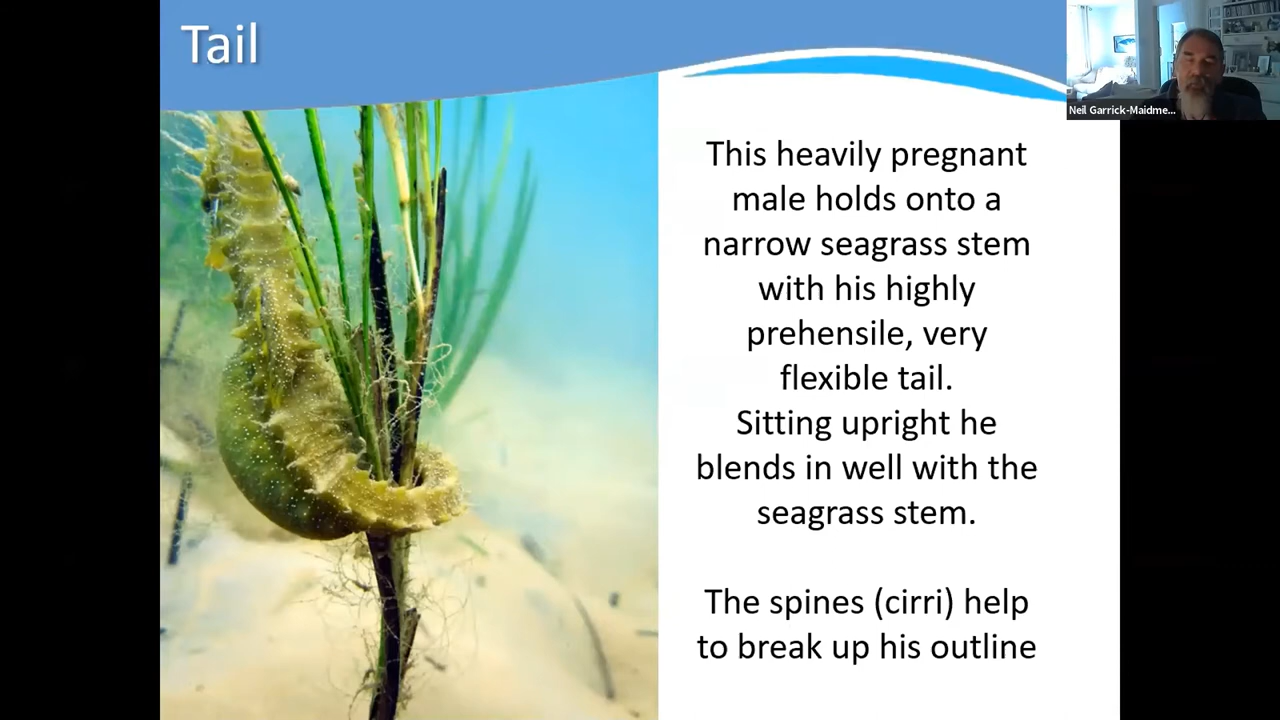 Tail
Neil Garrick-Maidme...
This heavily pregnant
male holds onto a
narrow seagrass stem
with his highly
prehensile, very
flexible tail.
Sitting upright he
blends in well with the
seagrass stem.
The spines (cirri) help
to break up his outline